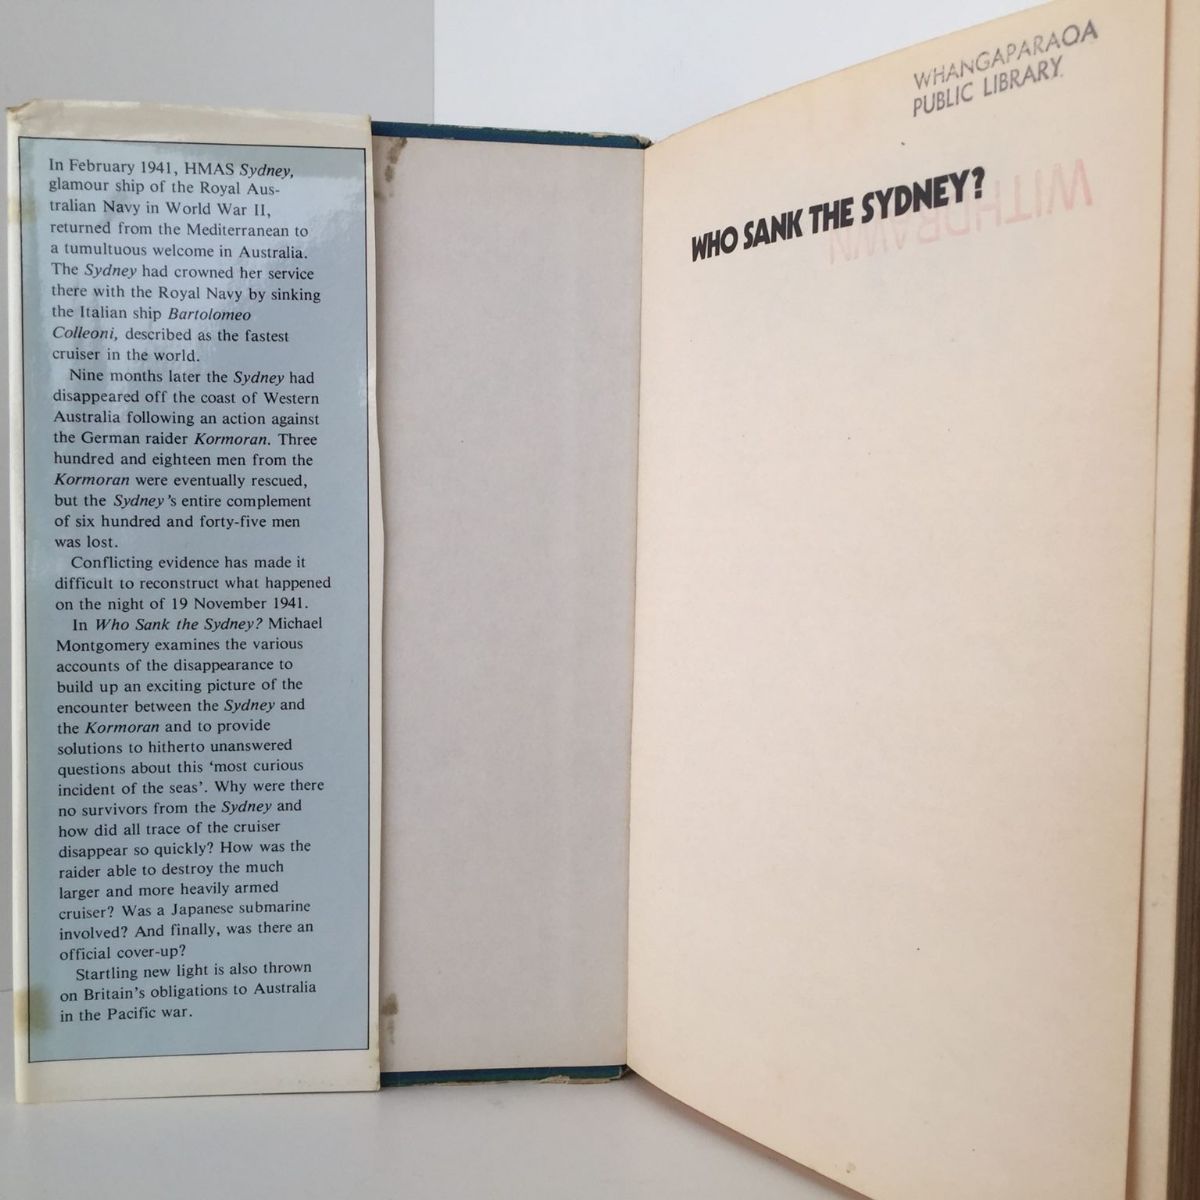 In February 1941, HMAS Sydney,
glamour ship of the Royal Aus-
tralian Navy in World War II,
returned from the Mediterranean to
a tumultuous welcome in Australia.
The Sydney had crowned her service
there with the Royal Navy by sinking
the Italian ship Bartolomeo
Colleoni, described as the fastest
cruiser in the world.
Nine months later the Sydney had
disappeared off the coast of Western
Australia following an action against
the German raider Kormoran. Three
hundred and eighteen men from the
Kormoran were eventually rescued,
but the Sydney's entire complement
of six hundred and forty-five men
was lost.
Conflicting evidence has made it
difficult to reconstruct what happened
on the night of 19 November 1941.
In Who Sank the Sydney? Michael
Montgomery examines the various
accounts of the disappearance to
build up an exciting picture of the
encounter between the Sydney and
the Kormoran and to provide
solutions to hitherto unanswered
questions about this ‘most curious
incident of the seas’. Why were there
no survivors from the Sydney and
how did all trace of the cruiser
disappear so quickly? How was the
raider able to destroy the much
larger and more heavily armed
cruiser? Was a Japanese submarine
involved? And finally, was there an
official cover-up?
Startling new light is also thrown
on Britain's obligations to Australia
in the Pacific war.
WHANGAPARAOA
PUBLIC LIBRARY
WHO SANK THE SYDNEY?
WITHDRAWN